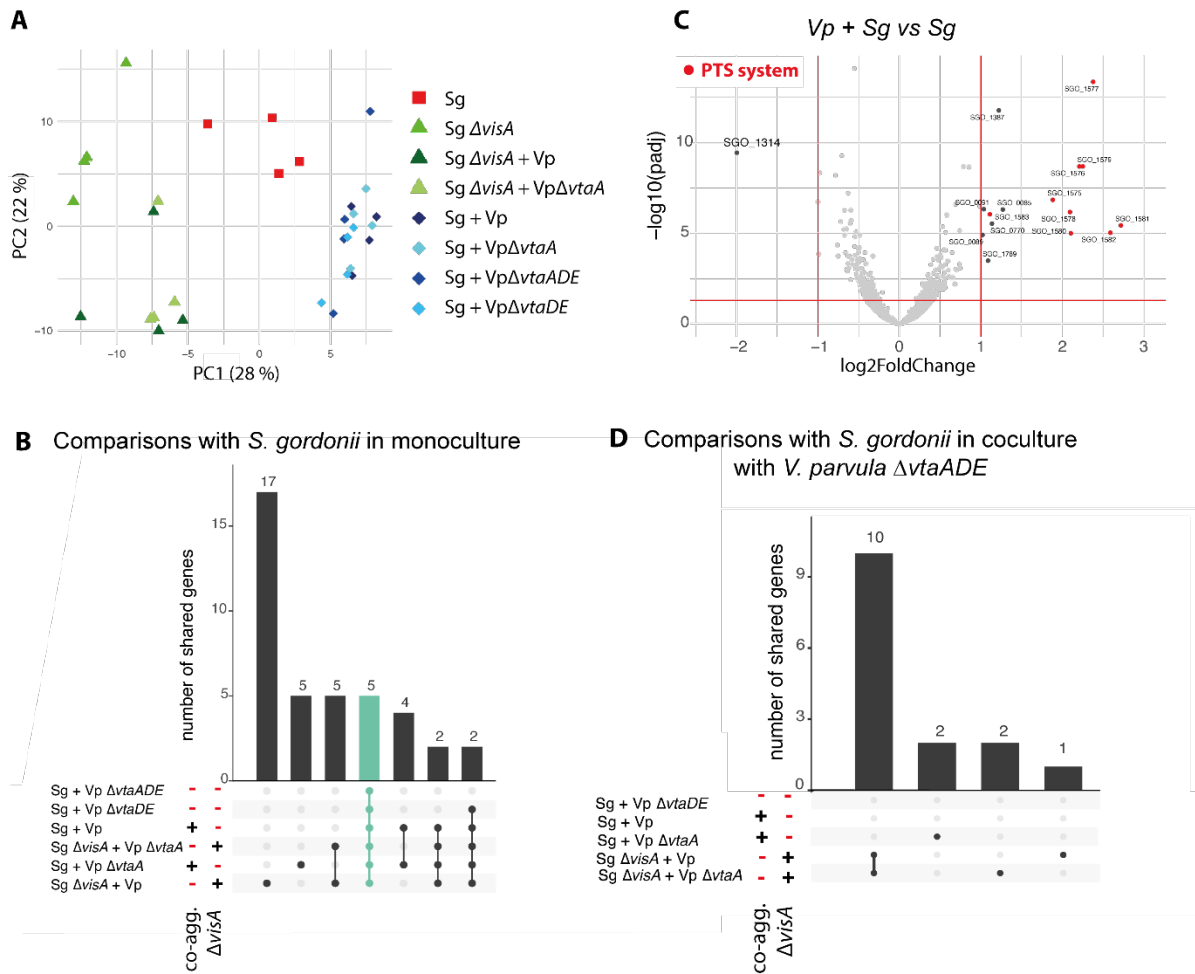 A
PC2 (22 %)
10
0
−10
−10
−5
0
5
PC1 (28 %)
Sg
Sg ΔvisA
Sg ΔvisA + Vp
Sg ΔvisA + VpΔvtaA
Sg + Vp
Sg + VpΔvtaA
Sg + VpΔvtaADE
Sg + VpΔvtaDE
C
Vp + Sg vs Sg
PTS system
−log10(padj)
10
5
0
−2
−1
0
1
2
3
log2FoldChange
SGO_1577
SGO_1387
SGO_1314
SGO_1579
SGO_1576
SGO_1575
SGO_0091
SGO_0085
SGO_1583
SGO_1578
SGO_1581
SGO_0770
SGO_1580
SGO_1582
SGO_0086
SGO_1789
B Comparisons with S. gordonii in monoculture
number of shared genes
15
10
5
0
17
5
5
5
4
2
2
Sg + Vp ΔvtaADE - -
Sg + Vp ΔvtaDE - -
Sg + Vp + -
Sg ΔvisA + Vp ΔvtaA - +
Sg + Vp ΔvtaA + -
Sg ΔvisA + Vp - +
co-agg.
ΔvisA
D Comparisons with S. gordonii in coculture
with V. parvula ΔvtaADE
number of shared genes
9
6
3
0
10
2
2
1
Sg + Vp ΔvtaDE - -
Sg + Vp + -
Sg + Vp ΔvtaA + -
Sg ΔvisA + Vp - +
Sg ΔvisA + Vp ΔvtaA - +
co-agg.
ΔvisA